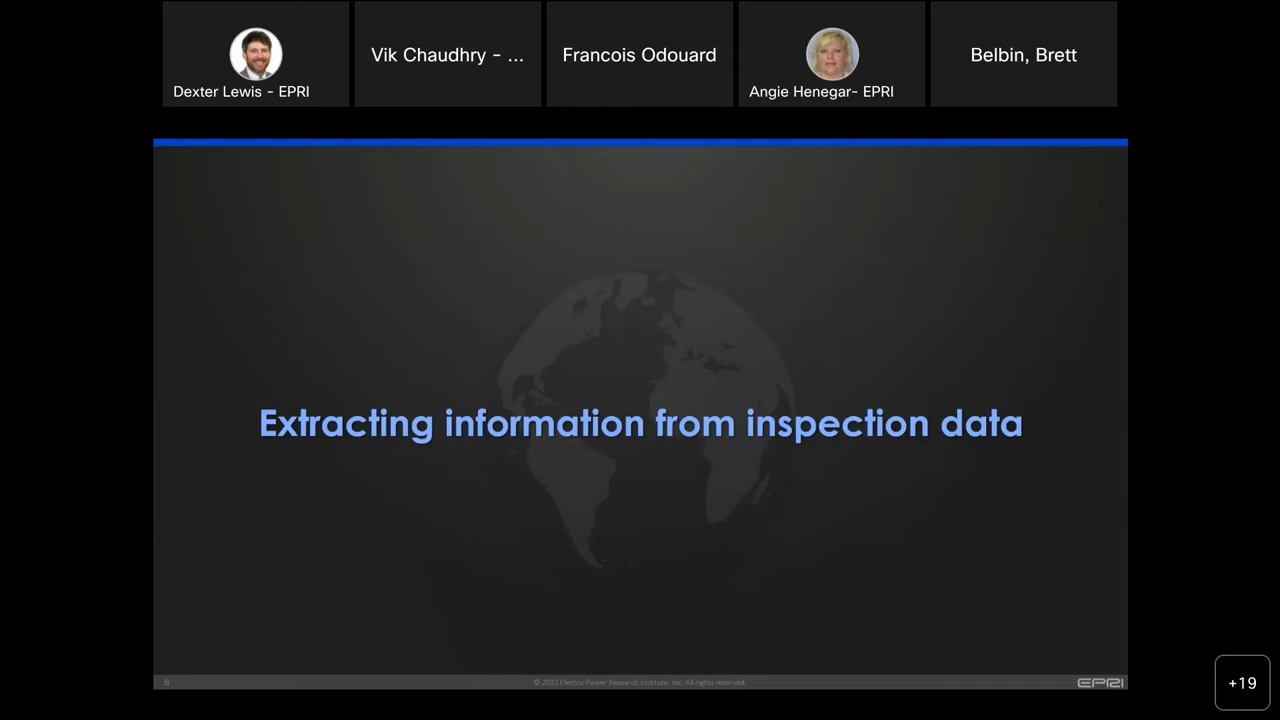 Dexter Lewis - EPRI
Vik Chaudhry - ...
Francois Odouard
Angie Henegar- EPRI
Belbin, Brett
Extracting information from inspection data
6
© 2022 Electric Power Research Institute, Inc. All rights reserved.
EPRI
+19